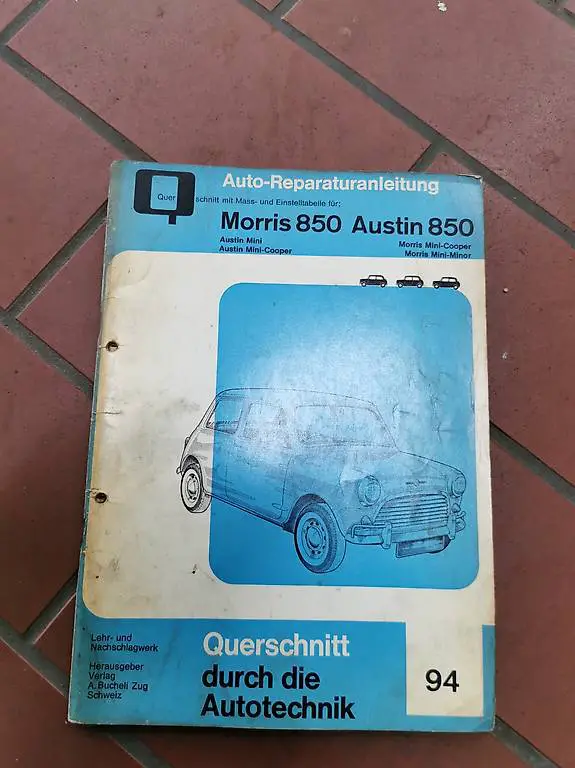 Auto-Reparaturanleitung
Quer
schnitt mit Mass- und Einstelltabelle für:
Morris 850 Austin 850
Austin Mini
Austin Mini-Cooper
Morris Mini-Cooper
Morris Mini-Minor
Lehr- und
Nachschlagwerk
Herausgeber
Verlag
A. Bucheli Zug
Schweiz
Querschnitt
durch die
Autotechnik
94